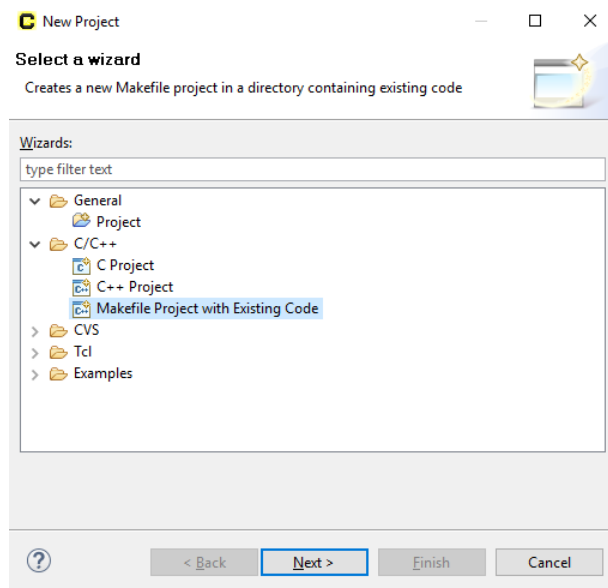 New Project
Select a wizard
Creates a new Makefile project in a directory containing existing code
Wizards:
type filter text
General
Project
C/C++
C Project
C++ Project
Makefile Project with Existing Code
CVS
Tcl
Examples
< Back Next > Finish Cancel